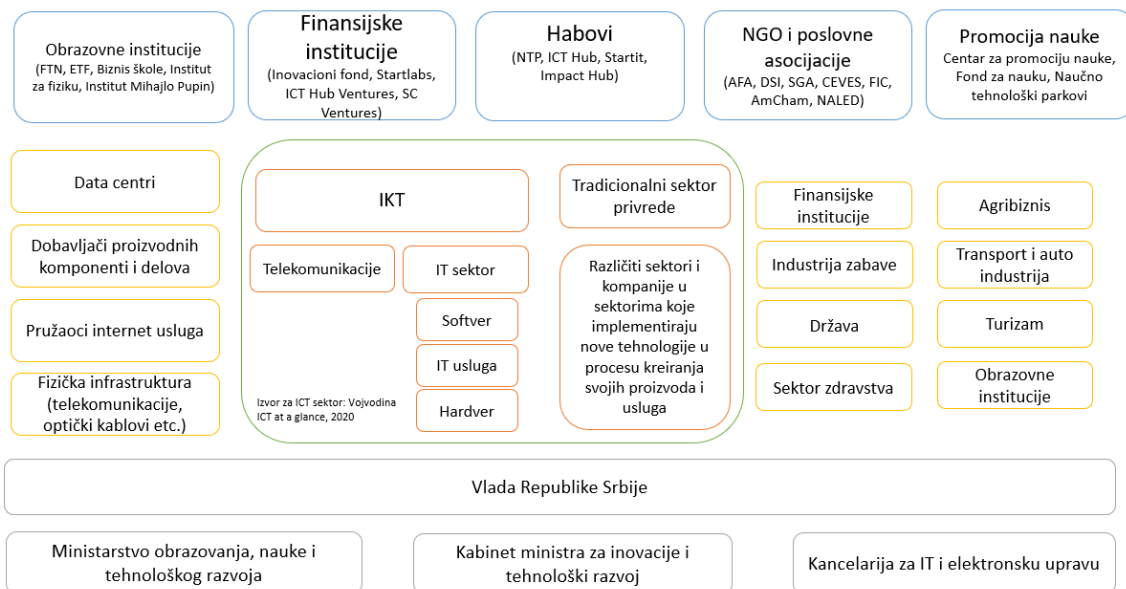 Obrazovne institucije
(FTN, ETF, Biznis škole, Institut
za fiziku, Institut Mihajlo Pupin)
Finansijske
institucije
(Inovacioni fond, Startlabs,
ICT Hub Ventures, SC
Ventures)
Habovi
(NTP, ICT Hub, Startit,
Impact Hub)
NGO i poslovne
asocijacije
(AFA, DSI, SGA, CEVES, FIC,
AmCham, NALED)
Promocija nauke
Centar za promociju nauke,
Fond za nauku, Naučno
tehnološki parkovi
Data centri
Dobavljači proizvodnih
komponenti i delova
Pružaoci internet usluga
Fizička infrastruktura
(telekomunikacije,
optički kablovi etc.)
IKT
Telekomunikacije
IT sektor
Softver
IT usluga
Hardver
Izvor za ICT sektor: Vojvodina
ICT at a glance, 2020
Tradicionalni sektor
privrede
Različiti sektori i
kompanije u
sektorima koje
implementiraju
nove tehnologije u
procesu kreiranja
svojih proizvoda i
usluga
Finansijske
institucije
Industrija zabave
Država
Sektor zdravstva
Agribiznis
Transport i auto
industrija
Turizam
Obrazovne
institucije
Vlada Republike Srbije
Ministarstvo obrazovanja, nauke i
tehnološkog razvoja
Kabinet ministra za inovacije i
tehnološki razvoj
Kancelarija za IT i elektronsku upravu